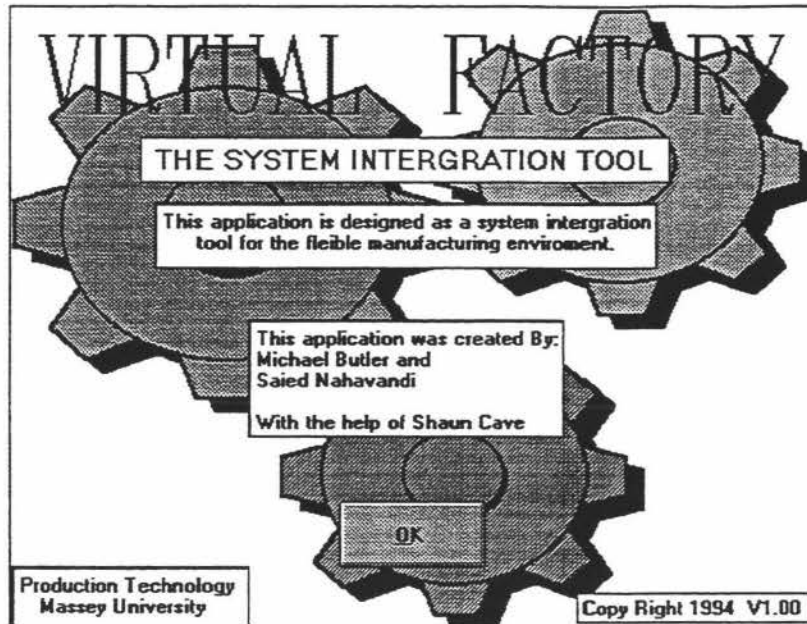 VIRTUAL FACTORY
THE SYSTEM INTERGRATION TOOL
This application is designed as a system intergration
tool for the fleible manufacturing enviroment.
This application was created By:
Michael Butler and
Saied Nahavandi
With the help of Shaun Cave
OK
Production Technology
Massey University
Copy Right 1994 V1.00